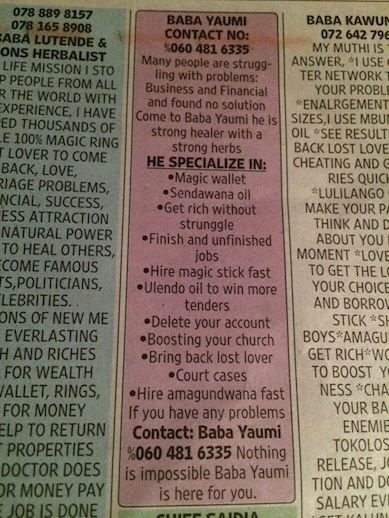 078 889 8157
078 165 8908
BABA LUTENDE &
ONS HERBALIST
LIFE MISSION I STO
P PEOPLE FROM ALL
R THE WORLD WITH
EXPERIENCE, I HAVE
ED THOUSANDS OF
LE 100% MAGIC RING
T LOVER TO COME
BACK, LOVE,
RIAGE PROBLEMS,
NCIAL, SUCCESS,
ESS ATTRACTION
NATURAL POWER
TO HEAL OTHERS,
ECOME FAMOUS
TS,POLITICIANS,
LEBRITIES.
ONS OF NEW ME
EVERLASTING
H AND RICHES
FOR WEALTH
WALLET, RINGS,
FOR MONEY
ELP TO RETURN
PROPERTIES
DOCTOR DOES
OR MONEY PAY
E JOB IS DONE
BABA YAUMI
CONTACT NO:
060 481 6335
Many people are strugg-
ling with problems:
Business and Financial
and found no solution
Come to Baba Yaumi he is
strong healer with a
strong herbs
HE SPECIALIZE IN:
•Magic wallet
•Sendawana oil
•Get rich without
strunggle
•Finish and unfinished
jobs
•Hire magic stick fast
•Ulendo oil to win more
tenders
•Delete your account
•Boosting your church
•Bring back lost lover
•Court cases
•Hire amagundwana fast
If you have any problems
Contact: Baba Yaumi
060 481 6335 Nothing
is impossible Baba Yaumi
is here for you.
CHIEF SAIDIA
BABA KAWUN
072 642 796
MY MUTHI IS
ANSWER, *I USE
TER NETWORK
YOUR PROBLE
*ENALRGEMENT
SIZES,I USE MBU
OIL *SEE RESULT
BACK LOST LOVE
CHEATING AND
RIES QUICK
*LULILANGO
MAKE YOUR PA
THINK AND D
ABOUT YOU
MOMENT *LOVE
TO GET THE L
YOUR CHOICE
AND BORROW
STICK *SH
BOYS*AMAGU
GET RICH*W
TO BOOST YO
NESS *CHA
YOUR BA
ENEMIE
TOKOLOS
RELEASE, J
TION AND DO
SALARY EV